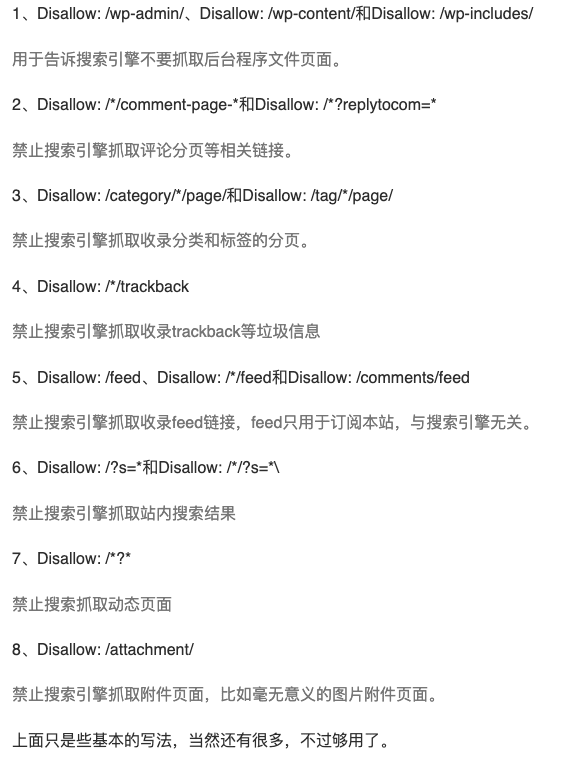 1、Disallow: /wp-admin/、Disallow: /wp-content/和Disallow: /wp-includes/
用于告诉搜索引擎不要抓取后台程序文件页面。
2、Disallow: /*/comment-page-*和Disallow: /*?replytocom=*
禁止搜索引擎抓取评论分页等相关链接。
3、Disallow: /category/*/page/和Disallow: /tag/*/page/
禁止搜索引擎抓取收录分类和标签的分页。
4、Disallow: /*/trackback
禁止搜索引擎抓取收录trackback等垃圾信息
5、Disallow: /feed、Disallow: /*/feed和Disallow: /comments/feed
禁止搜索引擎抓取收录feed链接，feed只用于订阅本站，与搜索引擎无关。
6、Disallow: /?s=*和Disallow: /*/?s=*\
禁止搜索引擎抓取站内搜索结果
7、Disallow: /*?*
禁止搜索抓取动态页面
8、Disallow: /attachment/
禁止搜索引擎抓取附件页面，比如毫无意义的图片附件页面。
上面只是些基本的写法，当然还有很多，不过够用了。